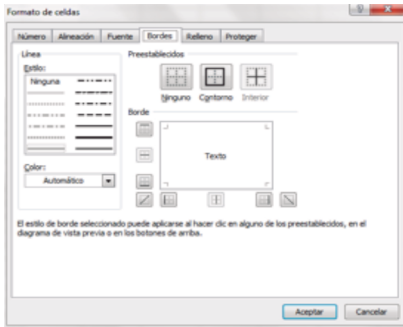 Formato de celdas
Número Alineación Fuente Bordes Relleno Proteger
Línea
Estilo:
Ninguna
Color:
Automático
Preestablecidos
Ninguno Contorno Interior
Borde
Texto
El estilo de borde seleccionado puede aplicarse al hacer clic en alguno de los preestablecidos, en el
diagrama de vista previa o en los botones de arriba.
Aceptar Cancelar